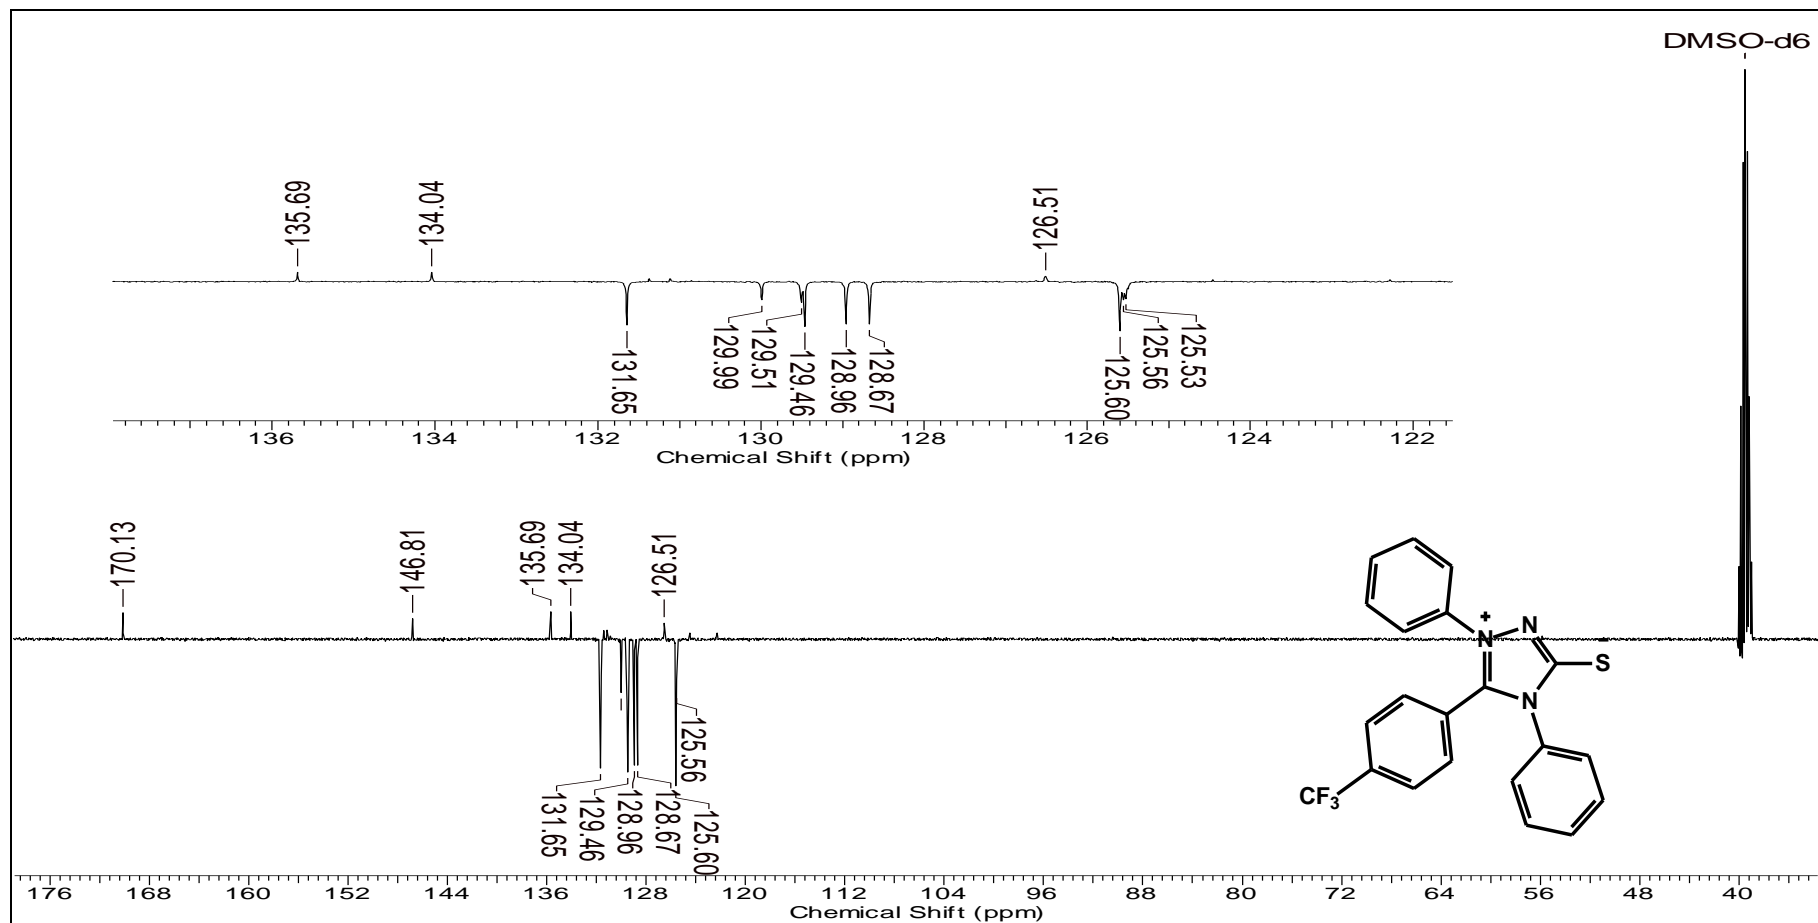 DMSO-d6
135.69
134.04
126.51
131.65
129.99
129.51
129.46
128.96
128.67
125.60
125.56
125.53
136 134 132 130 128 126 124 122
Chemical Shift (ppm)
170.13
146.81
135.69
134.04
126.51
131.65
129.46
128.96
128.67
125.60
125.56
+
N
N
S
-
N
CF3
176 168 160 152 144 136 128 120 112 104 96 88 80 72 64 56 48 40
Chemical Shift (ppm)